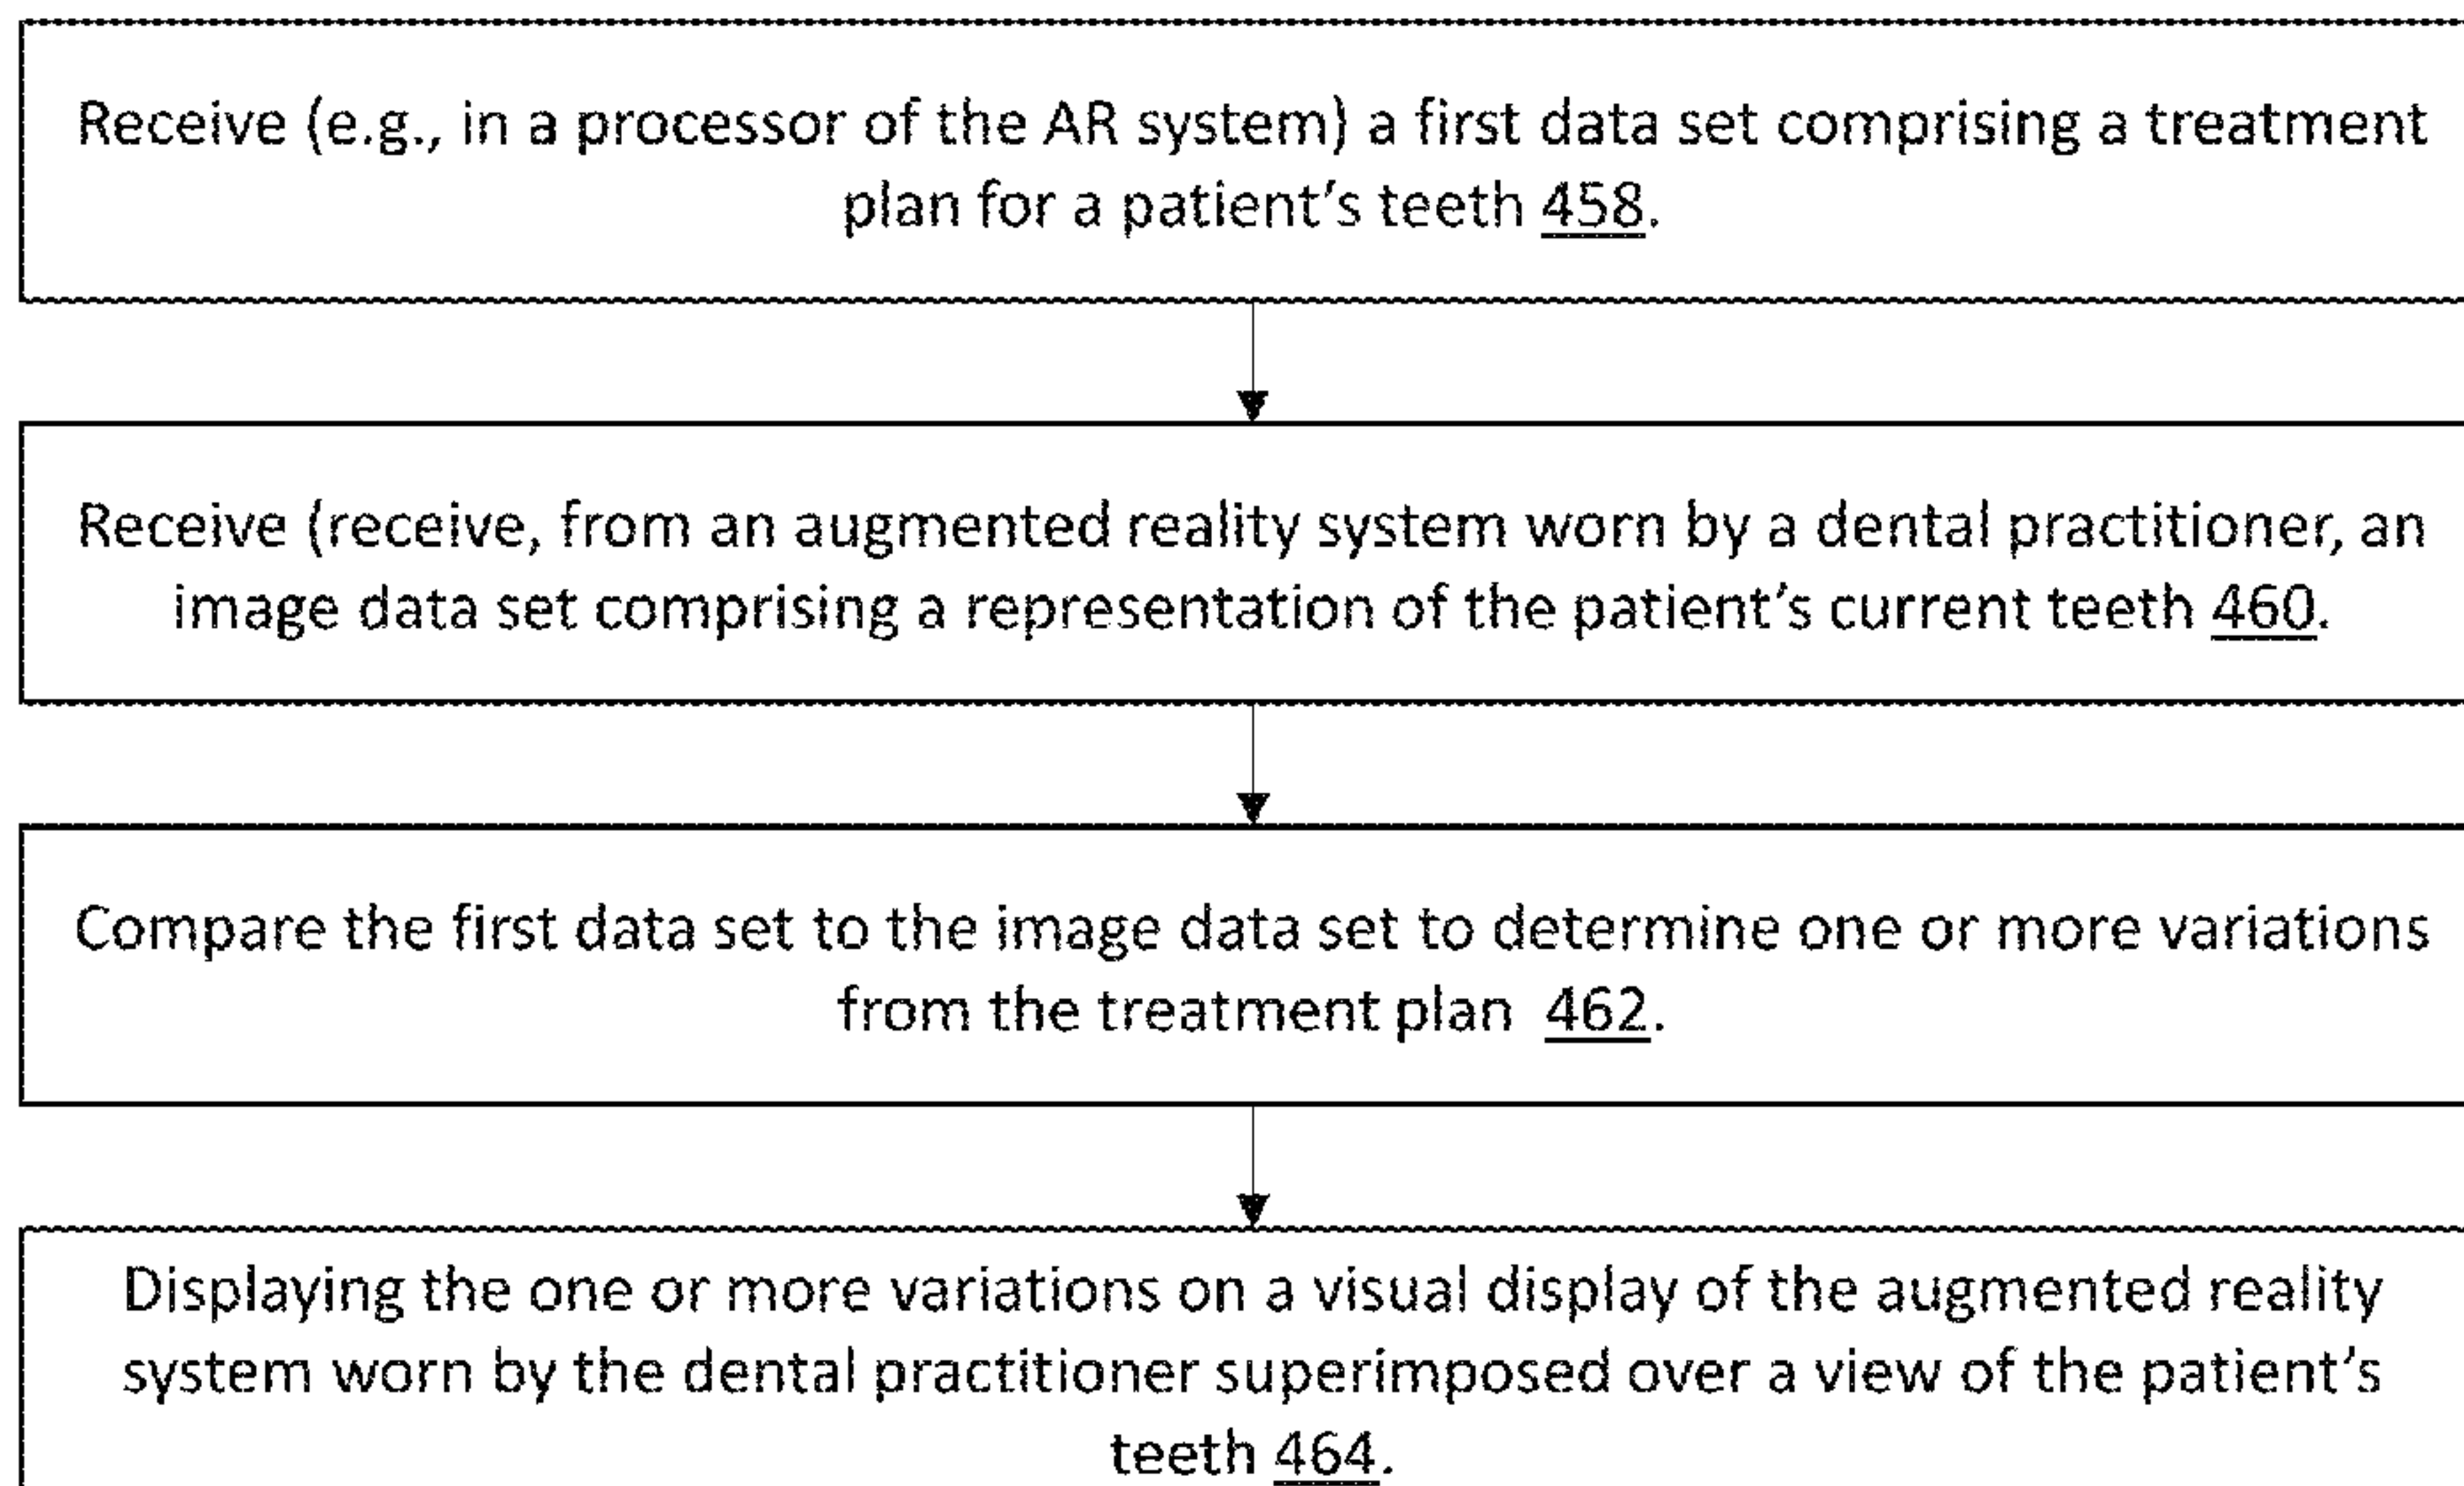 Receive (e.g., in a processor of the AR system) a first data set comprising a treatment
plan for a patient's teeth 458.
Receive (receive, from an augmented reality system worn by a dental practitioner, an
image data set comprising a representation of the patient's current teeth 460.
Compare the first data set to the image data set to determine one or more variations
from the treatment plan 462.
Displaying the one or more variations on a visual display of the augmented reality
system worn by the dental practitioner superimposed over a view of the patient's
teeth 464.